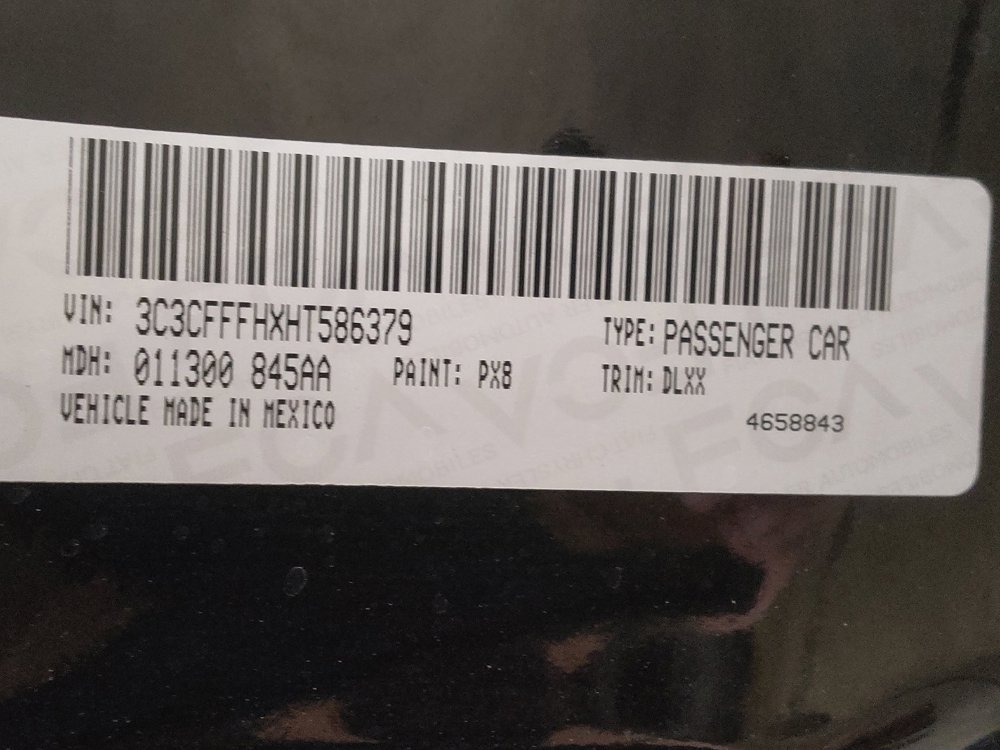 VIN: 3C3CFFFHXHT586379 TYPE: PASSENGER CAR
MDH: 011300 845AA PAINT: PX8 TRIM: DLXX
VEHICLE MADE IN MEXICO 4658843